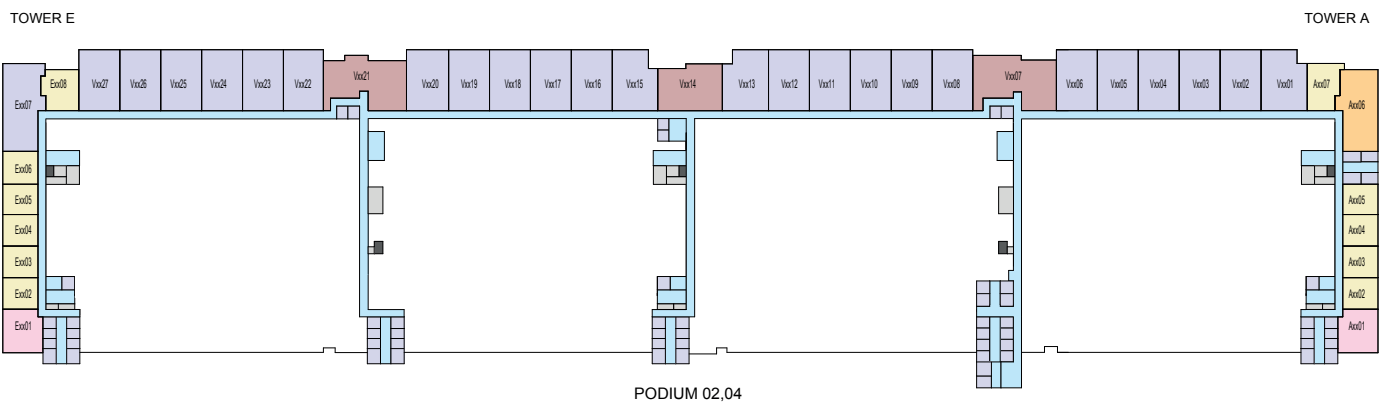 TOWER E
TOWER A
Exx07
Exx08
Vxx27
Vxx26
Vxx25
Vxx24
Vxx23
Vxx22
Vxx21
Vxx20
Vxx19
Vxx18
Vxx17
Vxx16
Vxx15
Vxx14
Vxx13
Vxx12
Vxx11
Vxx10
Vxx09
Vxx08
Vxx07
Vxx06
Vxx05
Vxx04
Vxx03
Vxx02
Vxx01
Axx07
Axx06
Exx06
Exx05
Exx04
Exx03
Exx02
Exx01
Axx05
Axx04
Axx03
Axx02
Axx01
PODIUM 02,04